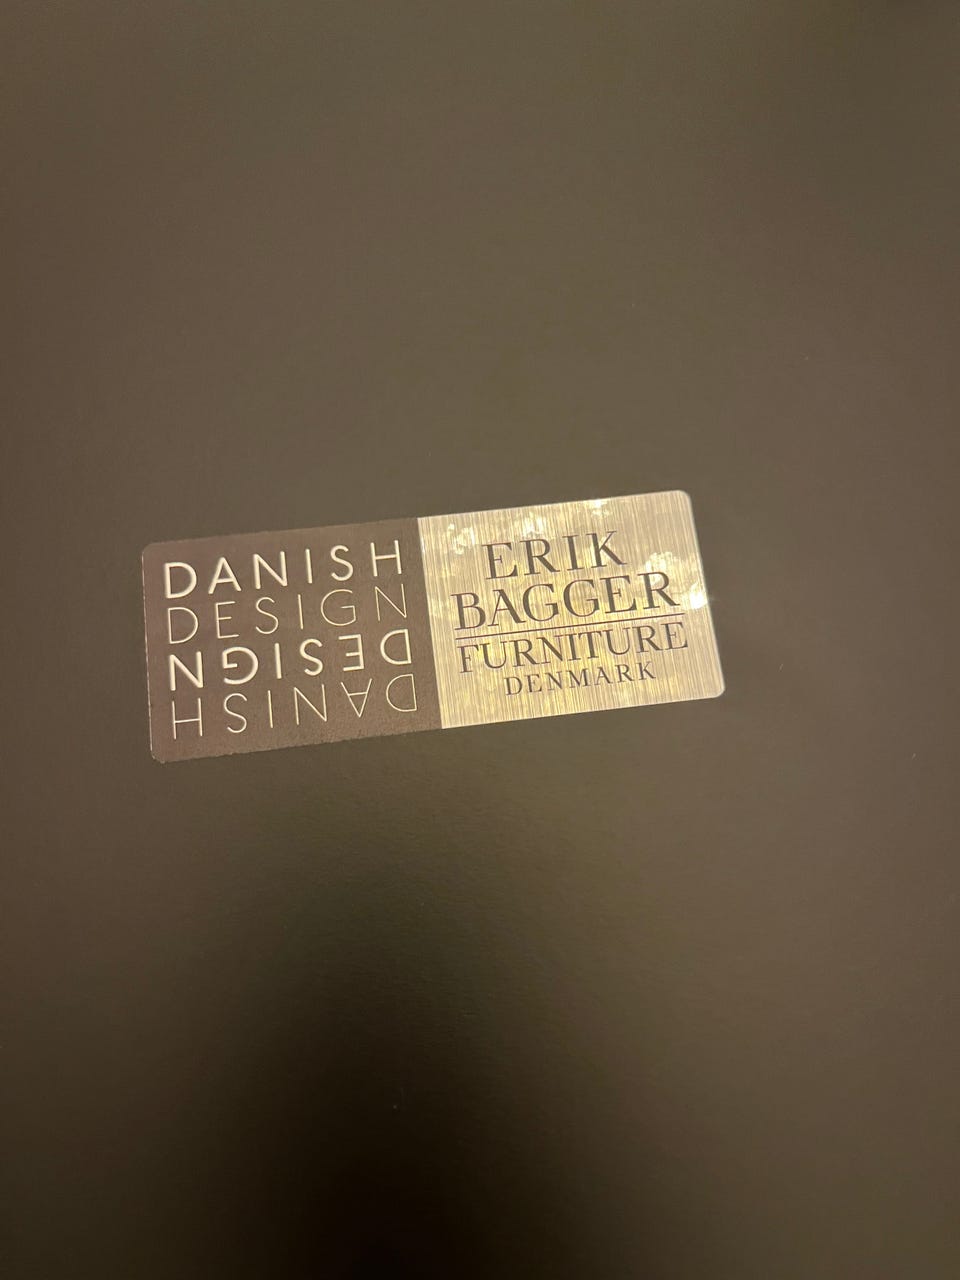 DANISH
DESIGN
DESIGN
DANISH
ERIK
BAGGER
FURNITURE
DENMARK